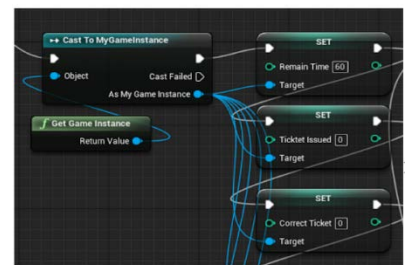 Cast To MyGameInstance
Object
Cast Failed
As My Game Instance
f Get Game Instance
Return Value
SET
Remain Time 60
Target
SET
Ticktet Issued 0
Target
SET
Correct Ticket 0
Target